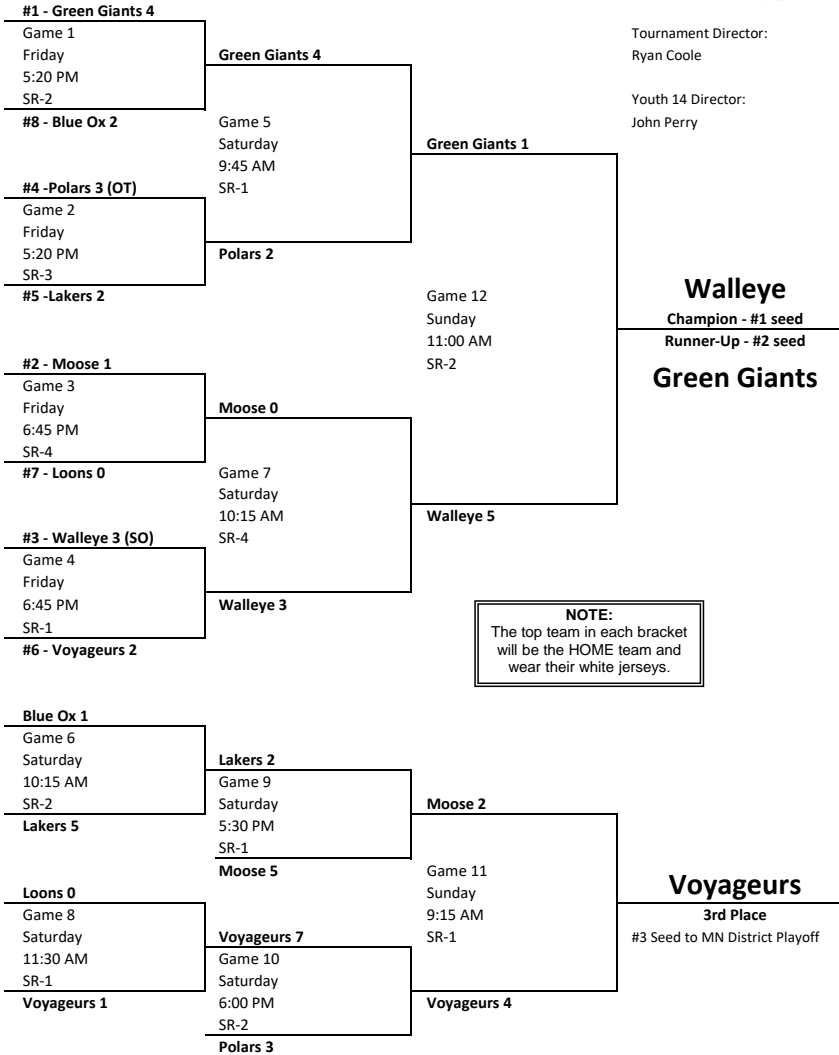 #1 - Green Giants 4
Game 1
Friday
5:20 PM
SR-2
#8 - Blue Ox 2
#4 -Polars 3 (OT)
Game 2
Friday
5:20 PM
SR-3
#5 -Lakers 2
#2 - Moose 1
Game 3
Friday
6:45 PM
SR-4
#7 - Loons 0
#3 - Walleye 3 (SO)
Game 4
Friday
6:45 PM
SR-1
#6 - Voyageurs 2
Green Giants 4
Game 5
Saturday
9:45 AM
SR-1
Polars 2
Moose 0
Game 7
Saturday
10:15 AM
SR-4
Walleye 3
Green Giants 1
Game 12
Sunday
11:00 AM
SR-2
Walleye 5
Tournament Director:
Ryan Coole
Youth 14 Director:
John Perry
Walleye
Champion - #1 seed
Runner-Up - #2 seed
Green Giants
NOTE:
The top team in each bracket
will be the HOME team and
wear their white jerseys.
Blue Ox 1
Game 6
Saturday
10:15 AM
SR-2
Lakers 5
Loons 0
Game 8
Saturday
11:30 AM
SR-1
Voyageurs 1
Lakers 2
Game 9
Saturday
5:30 PM
SR-1
Moose 5
Voyageurs 7
Game 10
Saturday
6:00 PM
SR-2
Polars 3
Moose 2
Game 11
Sunday
9:15 AM
SR-1
Voyageurs 4
Voyageurs
3rd Place
#3 Seed to MN District Playoff